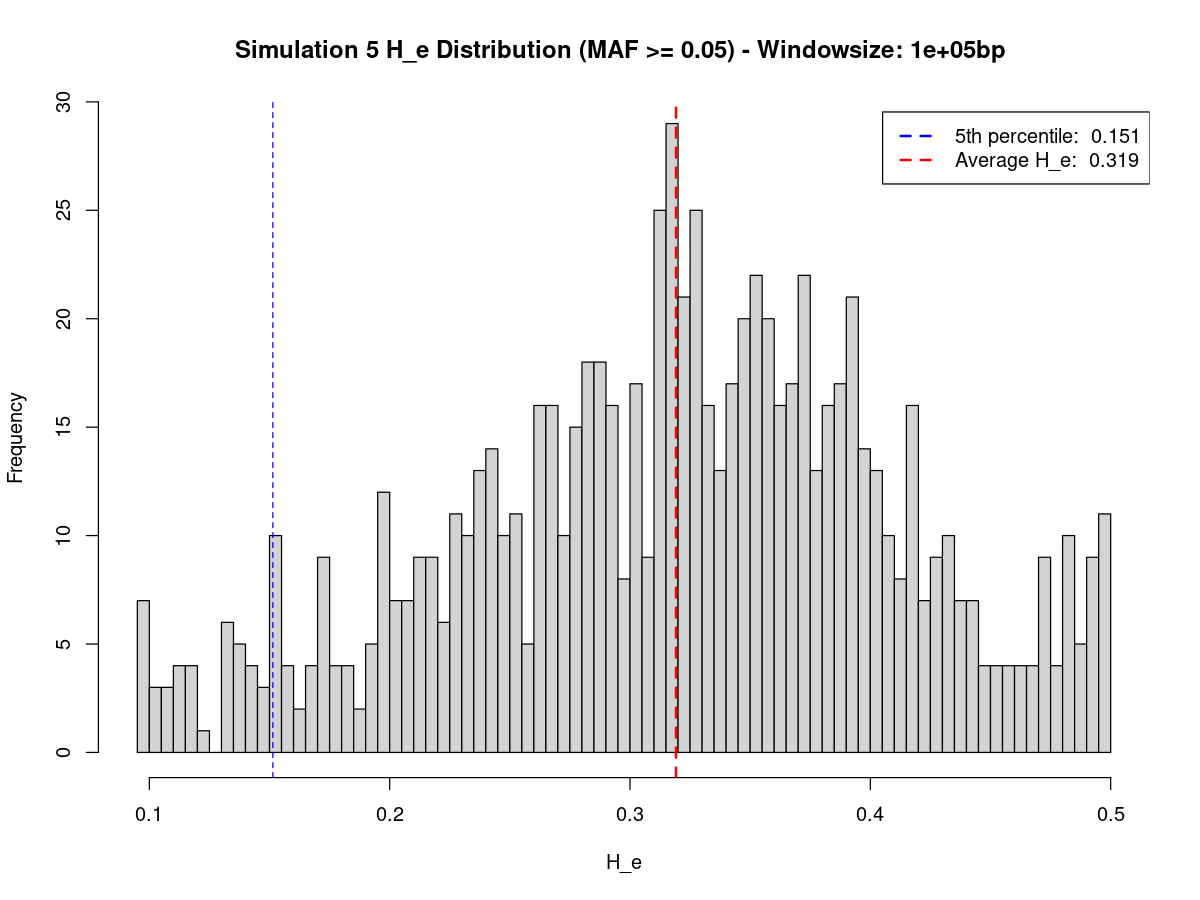 Simulation 5 H_e Distribution (MAF >= 0.05) - Windowsize: 1e+05bp
5th percentile: 0.151
Average H_e: 0.319
Frequency
30
25
20
15
10
5
0
0.1 0.2 0.3 0.4 0.5
H_e